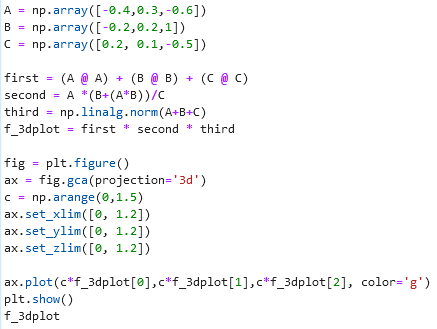 A = np.array([-0.4,0.3,-0.6])
B = np.array([-0.2,0.2,1])
C = np.array([0.2, 0.1,-0.5])

first = (A @ A) + (B @ B) + (C @ C)
second = A *(B+(A*B))/C
third = np.linalg.norm(A+B+C)
f_3dplot = first * second * third

fig = plt.figure()
ax = fig.gca(projection='3d')
c = np.arange(0,1.5)
ax.set_xlim([0, 1.2])
ax.set_ylim([0, 1.2])
ax.set_zlim([0, 1.2])

ax.plot(c*f_3dplot[0],c*f_3dplot[1],c*f_3dplot[2], color='g')
plt.show()
f_3dplot